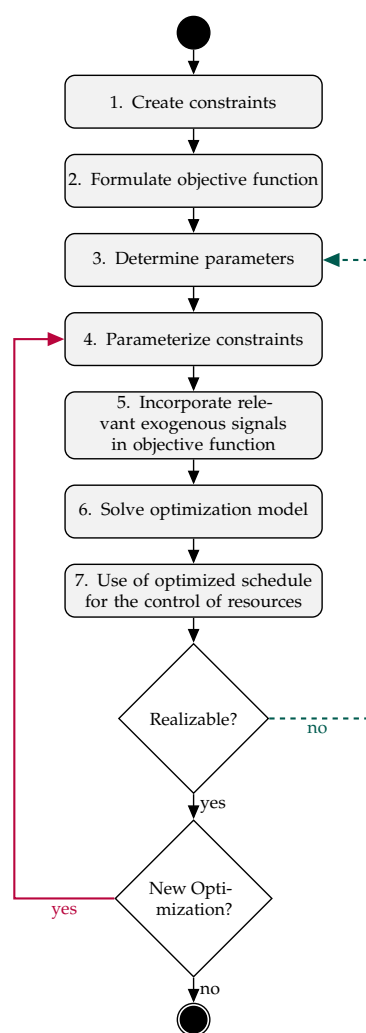 1. Create constraints
2. Formulate objective function
3. Determine parameters
4. Parameterize constraints
5. Incorporate rele-
vant exogenous signals
in objective function
6. Solve optimization model
7. Use of optimized schedule
for the control of resources
Realizable?
no
yes
New Opti-
mization?
yes
no